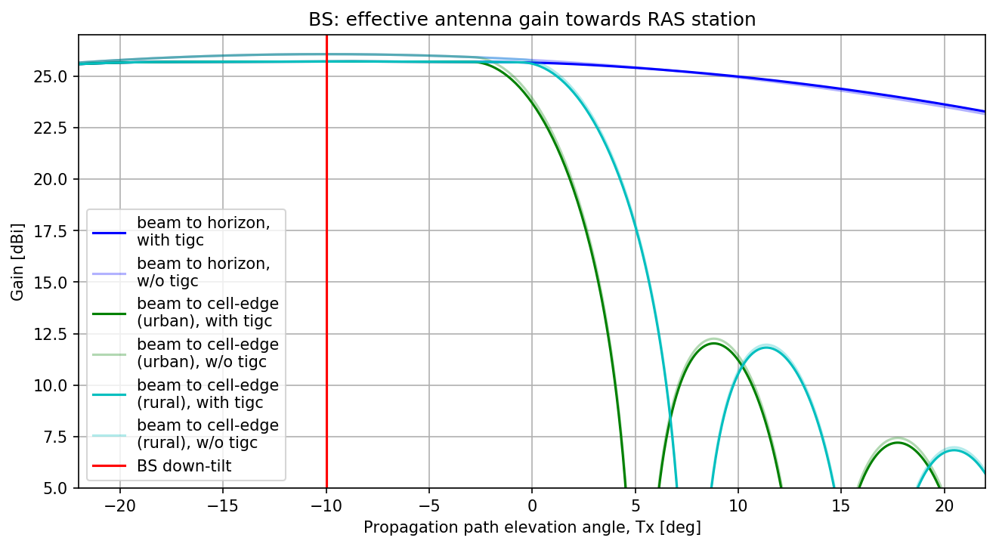 BS: effective antenna gain towards RAS station
Gain [dBi]
25.0
22.5
20.0
17.5
15.0
12.5
10.0
7.5
5.0
beam to horizon,
with tigc
beam to horizon,
w/o tigc
beam to cell-edge
(urban), with tigc
beam to cell-edge
(urban), w/o tigc
beam to cell-edge
(rural), with tigc
beam to cell-edge
(rural), w/o tigc
BS down-tilt
−20 −15 −10 −5 0 5 10 15 20
Propagation path elevation angle, Tx [deg]